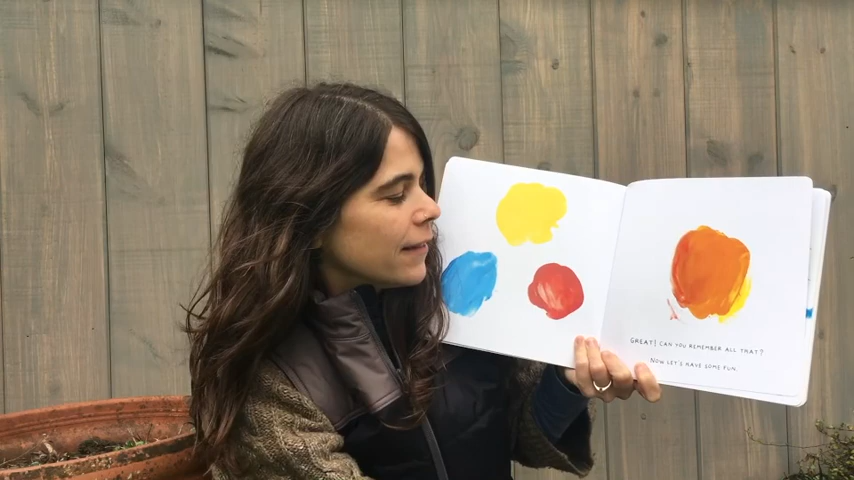 GREAT! CAN YOU REMEMBER ALL THAT?
NOW LET'S HAVE SOME FUN.